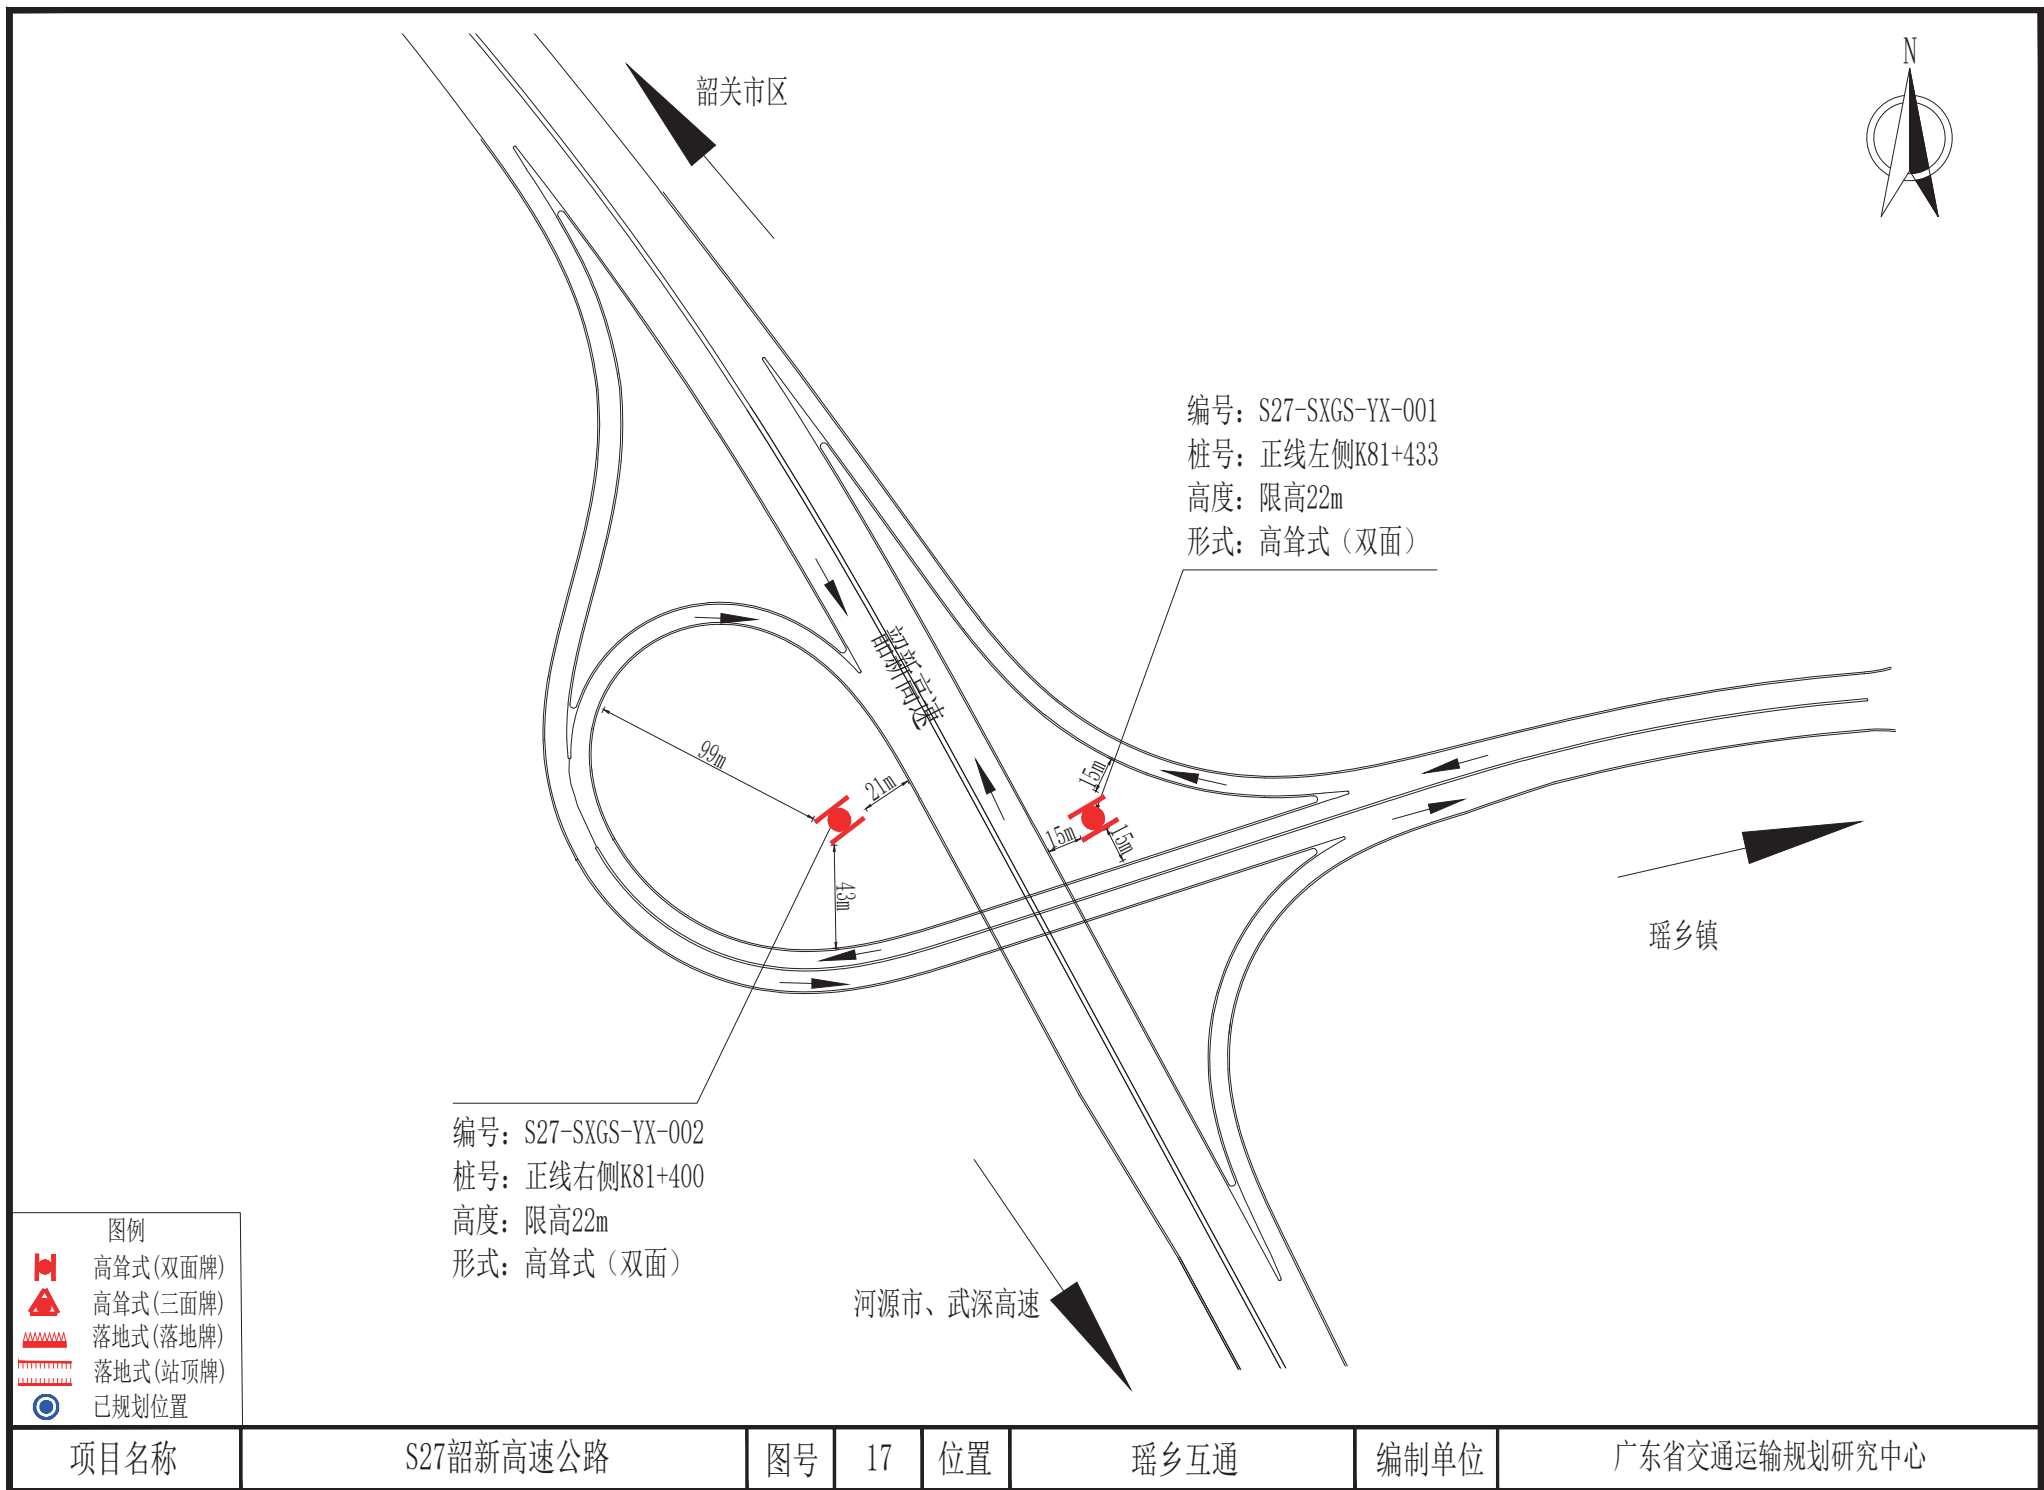 N
韶关市区
编号：S27-SXGS-YX-001
桩号：正线左侧K81+433
高度：限高22m
形式：高耸式（双面）
韶新高速
99m
21m
15m
15m
15m
43m
瑶乡镇
编号：S27-SXGS-YX-002
桩号：正线右侧K81+400
高度：限高22m
形式：高耸式（双面）
河源市、武深高速
图例
高耸式(双面牌)
高耸式(三面牌)
落地式(落地牌)
落地式(站顶牌)
已规划位置
项目名称 S27韶新高速公路 图号 17 位置 瑶乡互通 编制单位 广东省交通运输规划研究中心